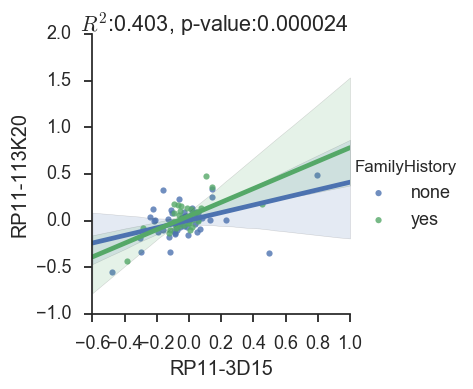 R²:0.403, p-value:0.000024
2.0
1.5
1.0
0.5
0.0
−0.5
−1.0
RP11-113K20
−0.6−0.4−0.2 0.0 0.2 0.4 0.6 0.8 1.0
RP11-3D15
FamilyHistory
none
yes